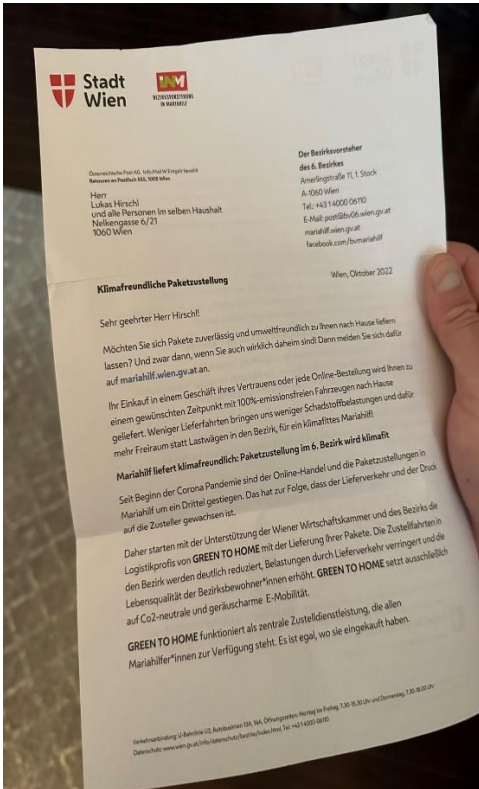 Stadt
Wien
BEZIRKSVORSTEHUNG
IN MARIAHILF
Österreichische Post AG, Info.Mail W Entgelt bezahlt
Retouren an Postfach 555, 1008 Wien
Herr
Lukas Hirschl
und alle Personen im selben Haushalt
Nelkengasse 6/21
1060 Wien
Der Bezirksvorsteher
des 6. Bezirkes
Amerlingstraße 11, 1. Stock
A-1060 Wien
Tel.: +43 1 4000 06110
E-Mail: post@bv06.wien.gv.at
mariahilf.wien.gv.at
facebook.com/bvmariahilf
Klimafreundliche Paketzustellung
Wien, Oktober 2022
Sehr geehrter Herr Hirschl!
Möchten Sie sich Pakete zuverlässig und umweltfreundlich zu Ihnen nach Hause liefern
lassen? Und zwar dann, wenn Sie auch wirklich daheim sind! Dann melden Sie sich dafür
auf mariahilf.wien.gv.at an.
Ihr Einkauf in einem Geschäft ihres Vertrauens oder jede Online-Bestellung wird Ihnen zu
einem gewünschten Zeitpunkt mit 100%-emissionsfreien Fahrzeugen nach Hause
geliefert. Weniger Lieferfahrten bringen uns weniger Schadstoffbelastungen und dafür
mehr Freiraum statt Lastwägen in den Bezirk, für ein klimafittes Mariahilf!
Mariahilf liefert klimafreundlich: Paketzustellung im 6. Bezirk wird klimafit
Seit Beginn der Corona Pandemie sind der Online-Handel und die Paketzustellungen in
Mariahilf um ein Drittel gestiegen. Das hat zur Folge, dass der Lieferverkehr und der Druck
auf die Zusteller gewachsen ist.
Daher starten mit der Unterstützung der Wiener Wirtschaftskammer und des Bezirks die
Logistikprofis von GREEN TO HOME mit der Lieferung Ihrer Pakete. Die Zustellfahrten in
den Bezirk werden deutlich reduziert, Belastungen durch Lieferverkehr verringert und die
Lebensqualität der Bezirksbewohner*innen erhöht. GREEN TO HOME setzt ausschließlich
auf Co2-neutrale und geräuscharme E-Mobilität.
GREEN TO HOME funktioniert als zentrale Zustelldienstleistung, die allen
Mariahilfer*innen zur Verfügung steht. Es ist egal, wo sie eingekauft haben.
Verkehrsanbindung: U-Bahnlinie U3, Autobuslinien 13A, 14A, Öffnungszeiten: Montag bis Freitag, 7.30-15.30 Uhr und Donnerstag, 7.30-18.00 Uhr
Datenschutz: www.wien.gv.at/info/datenschutz/bezirke/index.html, Tel: +43 1 4000-06110